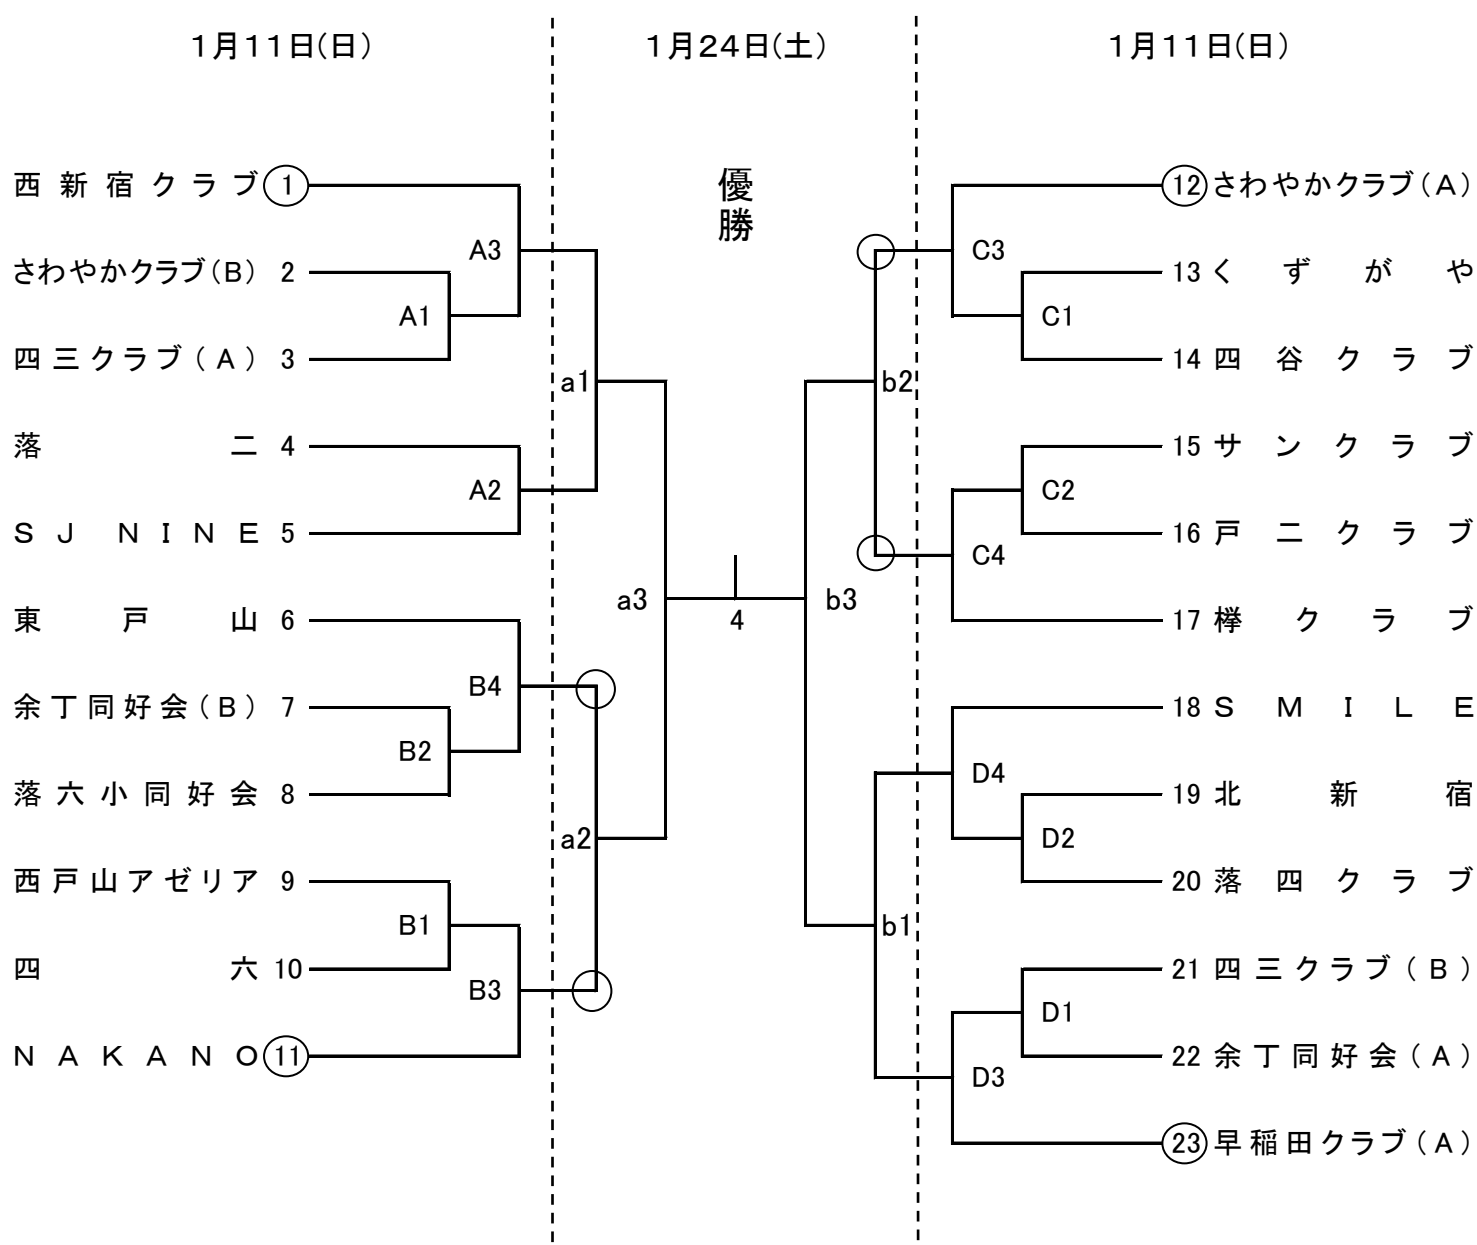 1月11日(日)
1月24日(土)
1月11日(日)
優勝
西新宿クラブ 1
さわやかクラブ(B) 2
四三クラブ(A) 3
落二 4
SJ NINE 5
東戸山 6
余丁同好会(B) 7
落六小同好会 8
西戸山アゼリア 9
四六 10
NAKANO 11
A3
A1
A2
B4
B2
B1
B3
a1
a2
a3
4
b3
b2
b1
C3
C1
C2
C4
D4
D2
D1
D3
12 さわやかクラブ(A)
13 くずがや
14 四谷クラブ
15 サンクラブ
16 戸二クラブ
17 欅クラブ
18 SMILE
19 北新宿
20 落四クラブ
21 四三クラブ(B)
22 余丁同好会(A)
23 早稲田クラブ(A)